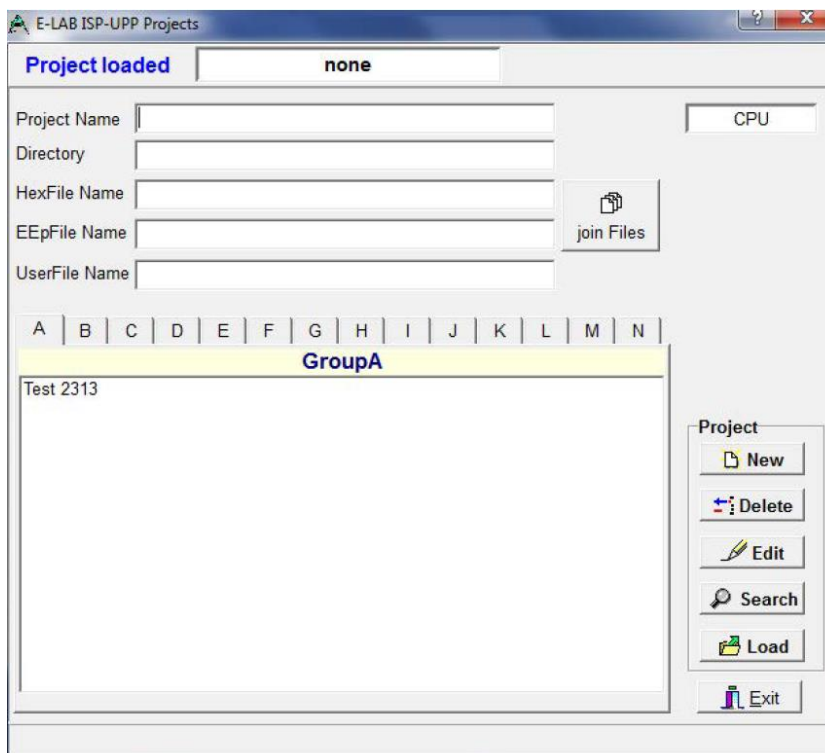 E-LAB ISP-UPP Projects
Project loaded none
Project Name
CPU
Directory
HexFile Name
join Files
EEpFile Name
UserFile Name
A B C D E F G H I J K L M N
GroupA
Test 2313
Project
New
Delete
Edit
Search
Load
Exit